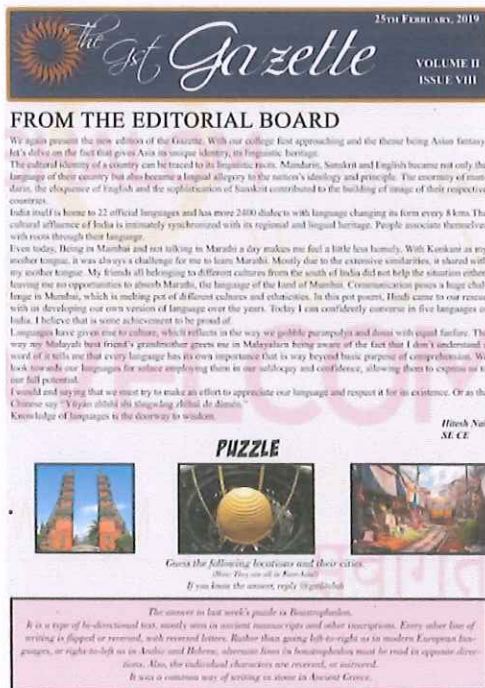 25TH FEBRUARY, 2019
The Gst Gazette
VOLUME II
ISSUE VIII
FROM THE EDITORIAL BOARD
We again present the new edition of the Gazette. With our college fest approaching and the theme being Asian fantasy
let's delve on the fact that gives Asia its unique identity, its linguistic heritage.
The cultural identity of a country can be traced to its linguistic roots. Mandarin, Sanskrit and English became not only the
language of their country but also became a lingual allegory to the nation's ideology and principle. The enormity of man-
darin, the eloquence of English and the sophistication of Sanskrit contributed to the building of image of their respective
countries.
India itself is home to 22 official languages and has more 2400 dialects with language changing its form every 8 kms. The
cultural affluence of India is intimately synchronized with its regional and lingual heritage. People associate themselves
with roots through their language.
Even today, Being in Mumbai and not talking in Marathi a day makes me feel a little less homely. With Konkani as my
mother tongue, it was always a challenge for me to learn Marathi. Mostly due to the extensive similarities, it shared with
my mother tongue. My friends all belonging to different cultures from the south of India did not help the situation either
leaving me no opportunities to absorb Marathi, the language of the land of Mumbai. Communication poses a huge chal-
lenge in Mumbai, which is melting pot of different cultures and ethnicities. In this pot pourri, Hindi came to our rescue
with us developing our own version of language over the years. Today I can confidently converse in five languages of
India. I believe that is some achievement to be proud of.
Languages have given rise to culture, which reflects in the way we gobble puranpolya and dosas with equal fanfare. The
way my Malyali best friend's grandmother greets me in Malayalam being aware of the fact that I don't understand a
word of it tells me that every language has its own importance that is way beyond basic purpose of comprehension. We
look towards our languages for solace employing them in our soliloquy and confidence, allowing them to express us to
our full potential.
I would end saying that we must try to make an effort to appreciate our language and respect it for its existence. Or as the
Chinese say "Yǔyán shì zhì tōngwǎng zhìhuì de dàmén."
Knowledge of languages is the doorway to wisdom.
Hitesh Nai
SE CE
PUZZLE
Guess the following locations and their cities.
(Note: They are all in Asia)
If you know the answer, reply
The answer to last week's puzzle is Boustrophedon.
It is a type of bi-directional text, mostly seen in ancient manuscripts and other inscriptions. Every other line of
writing is flipped or reversed, with reversed letters. Rather than going left-to-right as in modern European lan-
guages, or right-to-left as in Arabic and Hebrew, alternate lines in boustrophedon must be read in opposite direc-
tions. Also, the individual characters are reversed, or mirrored.
It was a common way of writing in stone in Ancient Greece.